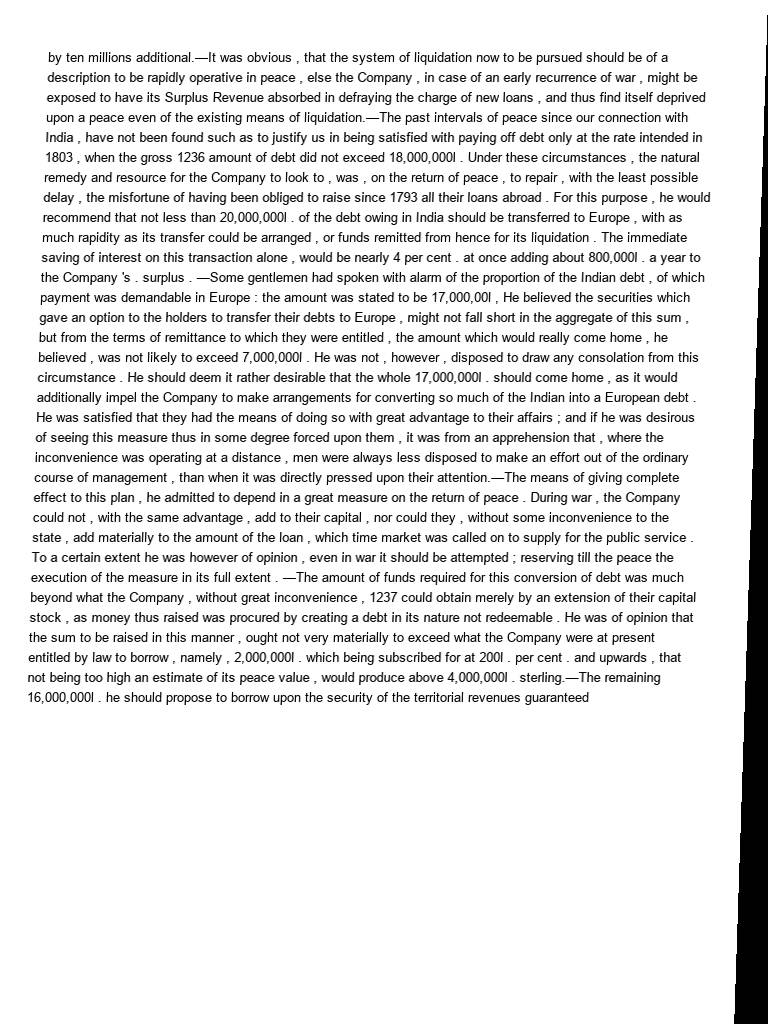 by ten millions additional.—It was obvious , that the system of liquidation now to be pursued should be of a
description to be rapidly operative in peace , else the Company , in case of an early recurrence of war , might be
exposed to have its Surplus Revenue absorbed in defraying the charge of new loans , and thus find itself deprived
upon a peace even of the existing means of liquidation.—The past intervals of peace since our connection with
India , have not been found such as to justify us in being satisfied with paying off debt only at the rate intended in
1803 , when the gross 1236 amount of debt did not exceed 18,000,000l . Under these circumstances , the natural
remedy and resource for the Company to look to , was , on the return of peace , to repair , with the least possible
delay , the misfortune of having been obliged to raise since 1793 all their loans abroad . For this purpose , he would
recommend that not less than 20,000,000l . of the debt owing in India should be transferred to Europe , with as
much rapidity as its transfer could be arranged , or funds remitted from hence for its liquidation . The immediate
saving of interest on this transaction alone , would be nearly 4 per cent . at once adding about 800,000l . a year to
the Company 's . surplus . —Some gentlemen had spoken with alarm of the proportion of the Indian debt , of which
payment was demandable in Europe : the amount was stated to be 17,000,00l , He believed the securities which
gave an option to the holders to transfer their debts to Europe , might not fall short in the aggregate of this sum ,
but from the terms of remittance to which they were entitled , the amount which would really come home , he
believed , was not likely to exceed 7,000,000l . He was not , however , disposed to draw any consolation from this
circumstance . He should deem it rather desirable that the whole 17,000,000l . should come home , as it would
additionally impel the Company to make arrangements for converting so much of the Indian into a European debt .
He was satisfied that they had the means of doing so with great advantage to their affairs ; and if he was desirous
of seeing this measure thus in some degree forced upon them , it was from an apprehension that , where the
inconvenience was operating at a distance , men were always less disposed to make an effort out of the ordinary
course of management , than when it was directly pressed upon their attention.—The means of giving complete
effect to this plan , he admitted to depend in a great measure on the return of peace . During war , the Company
could not , with the same advantage , add to their capital , nor could they , without some inconvenience to the
state , add materially to the amount of the loan , which time market was called on to supply for the public service .
To a certain extent he was however of opinion , even in war it should be attempted ; reserving till the peace the
execution of the measure in its full extent . —The amount of funds required for this conversion of debt was much
beyond what the Company , without great inconvenience , 1237 could obtain merely by an extension of their capital
stock , as money thus raised was procured by creating a debt in its nature not redeemable . He was of opinion that
the sum to be raised in this manner , ought not very materially to exceed what the Company were at present
entitled by law to borrow , namely , 2,000,000l . which being subscribed for at 200l . per cent . and upwards , that
not being too high an estimate of its peace value , would produce above 4,000,000l . sterling.—The remaining
16,000,000l . he should propose to borrow upon the security of the territorial revenues guaranteed